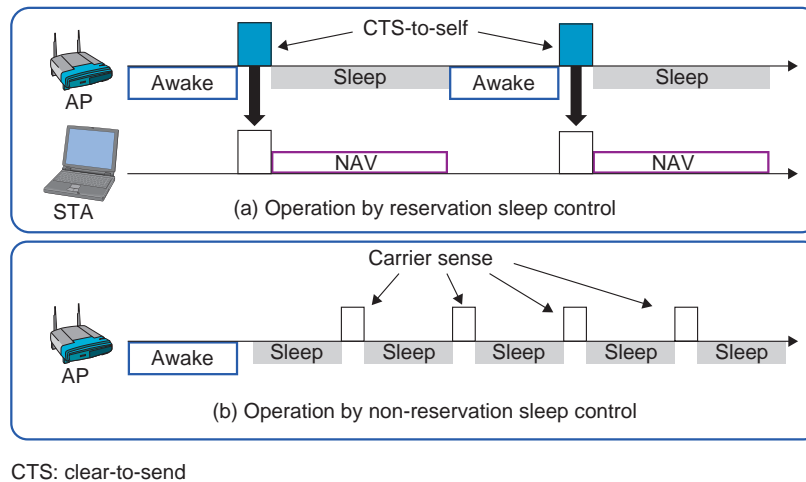 CTS-to-self
Awake Sleep Awake Sleep
AP
NAV NAV
STA
(a) Operation by reservation sleep control
Carrier sense
Awake Sleep Sleep Sleep Sleep Sleep
AP
(b) Operation by non-reservation sleep control
CTS: clear-to-send